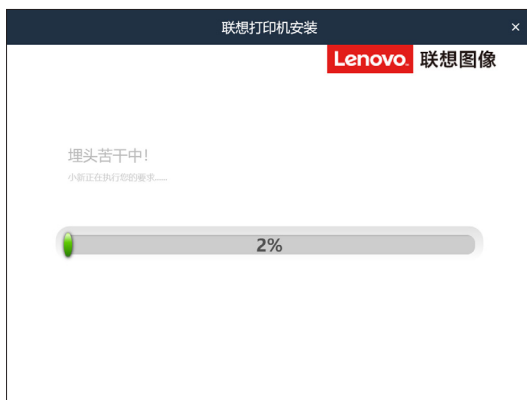 联想打印机安装 ×
Lenovo. 联想图像
埋头苦干中!
小新正在执行您的要求......
2%